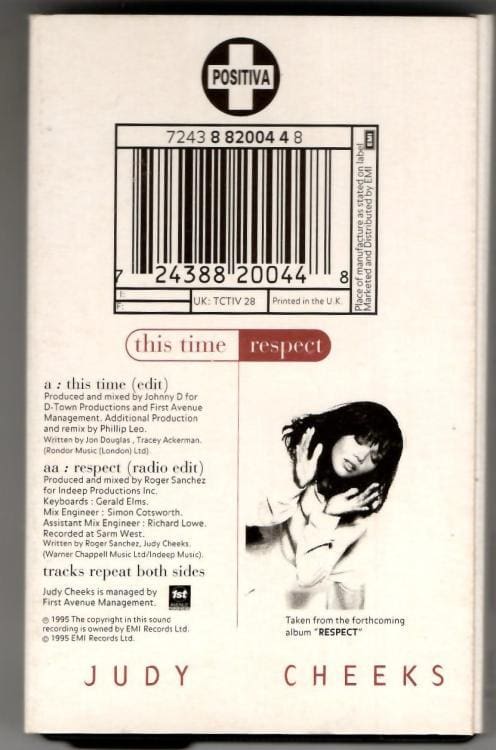 POSITIVA
7243 8 82004 4 8
7 24388 20044 8
Place of manufacture as stated on label
Marketed and Distributed by EMI
EMI
F:
UK: TCTIV 28
Printed in the U.K.
this time respect
a : this time (edit)
Produced and mixed by Johnny D for
D-Town Productions and First Avenue
Management. Additional Production
and remix by Phillip Leo.
Written by Jon Douglas , Tracey Ackerman.
(Rondor Music (London) Ltd).
aa : respect (radio edit)
Produced and mixed by Roger Sanchez
for Indeep Productions Inc.
Keyboards : Gerald Elms.
Mix Engineer : Simon Cotsworth.
Assistant Mix Engineer : Richard Lowe.
Recorded at Sarm West.
Written by Roger Sanchez, Judy Cheeks.
(Warner Chappell Music Ltd/Indeep Music).
tracks repeat both sides
Judy Cheeks is managed by
First Avenue Management.
1st
AVENUE
℗ 1995 The copyright in this sound
recording is owned by EMI Records Ltd.
© 1995 EMI Records Ltd.
Taken from the forthcoming
album "RESPECT"
JUDY CHEEKS